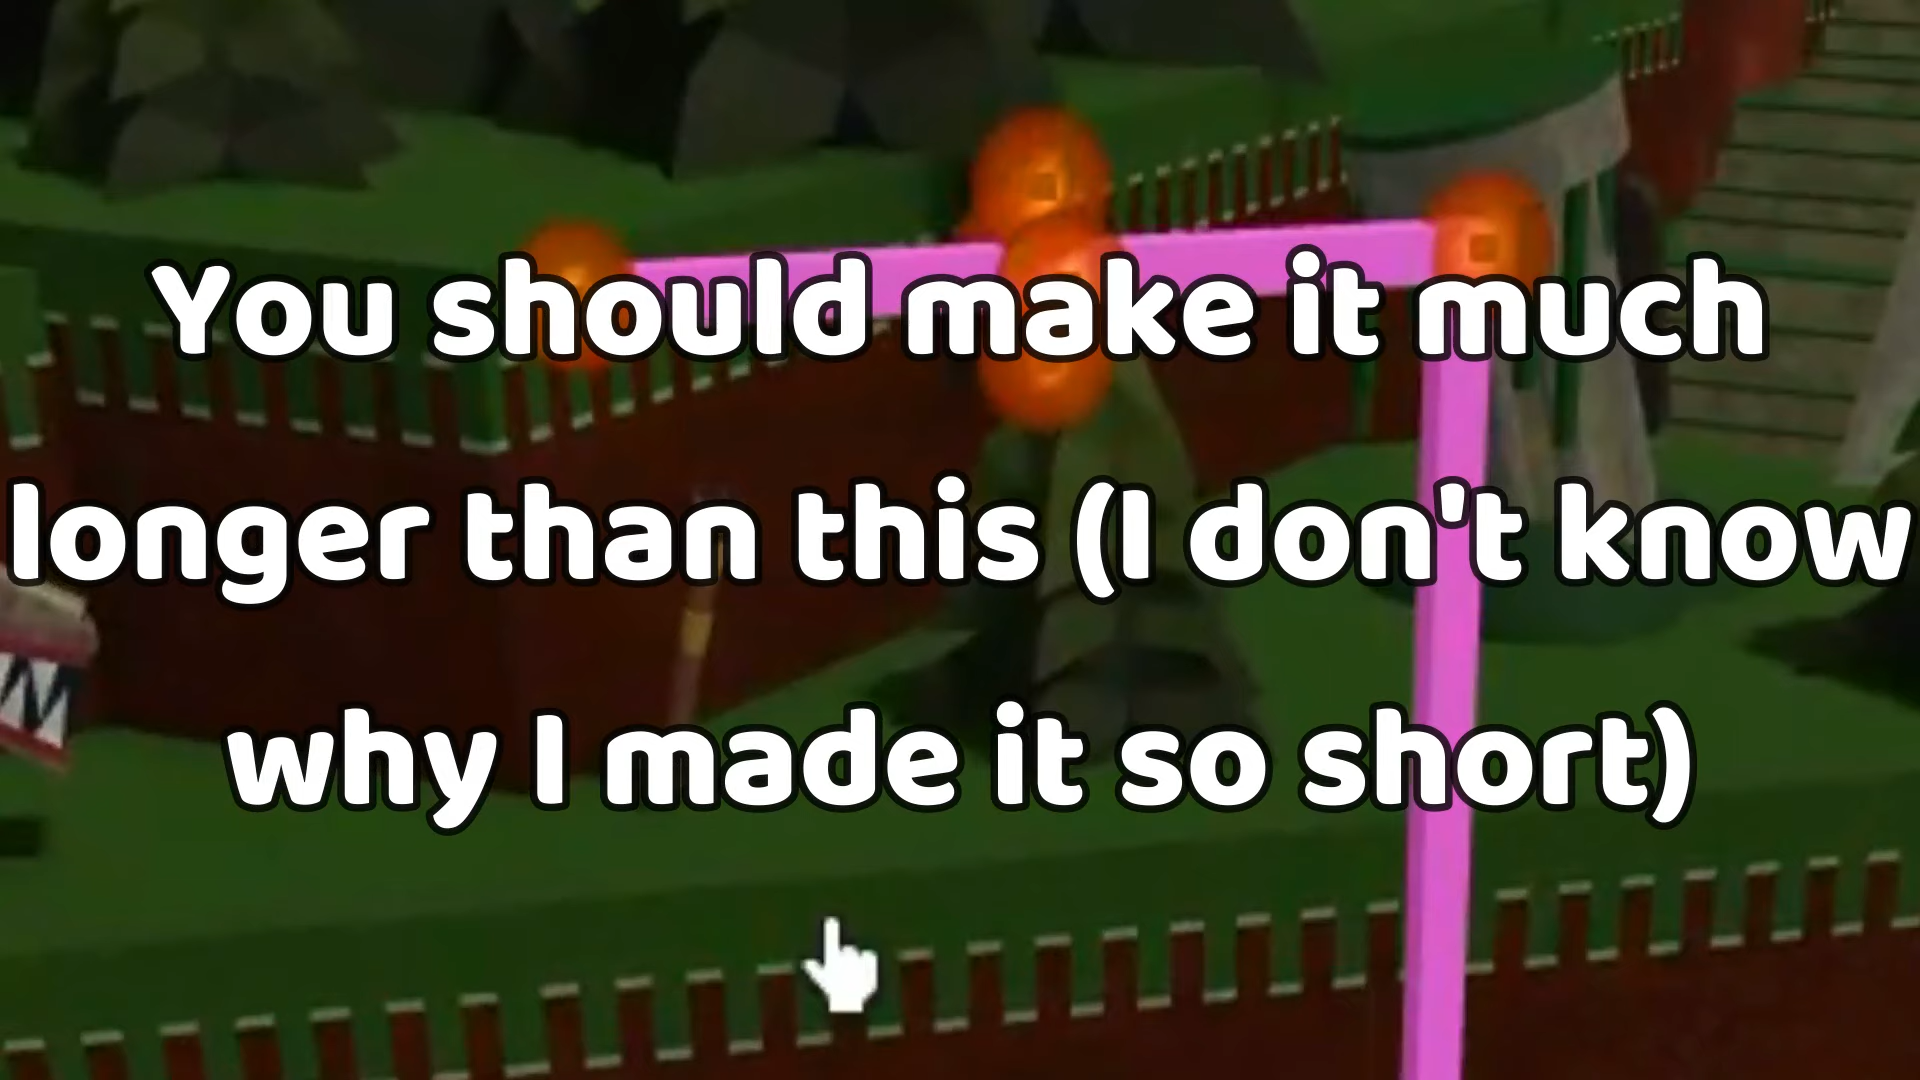 You should make it much
longer than this (I don't know
why I made it so short)